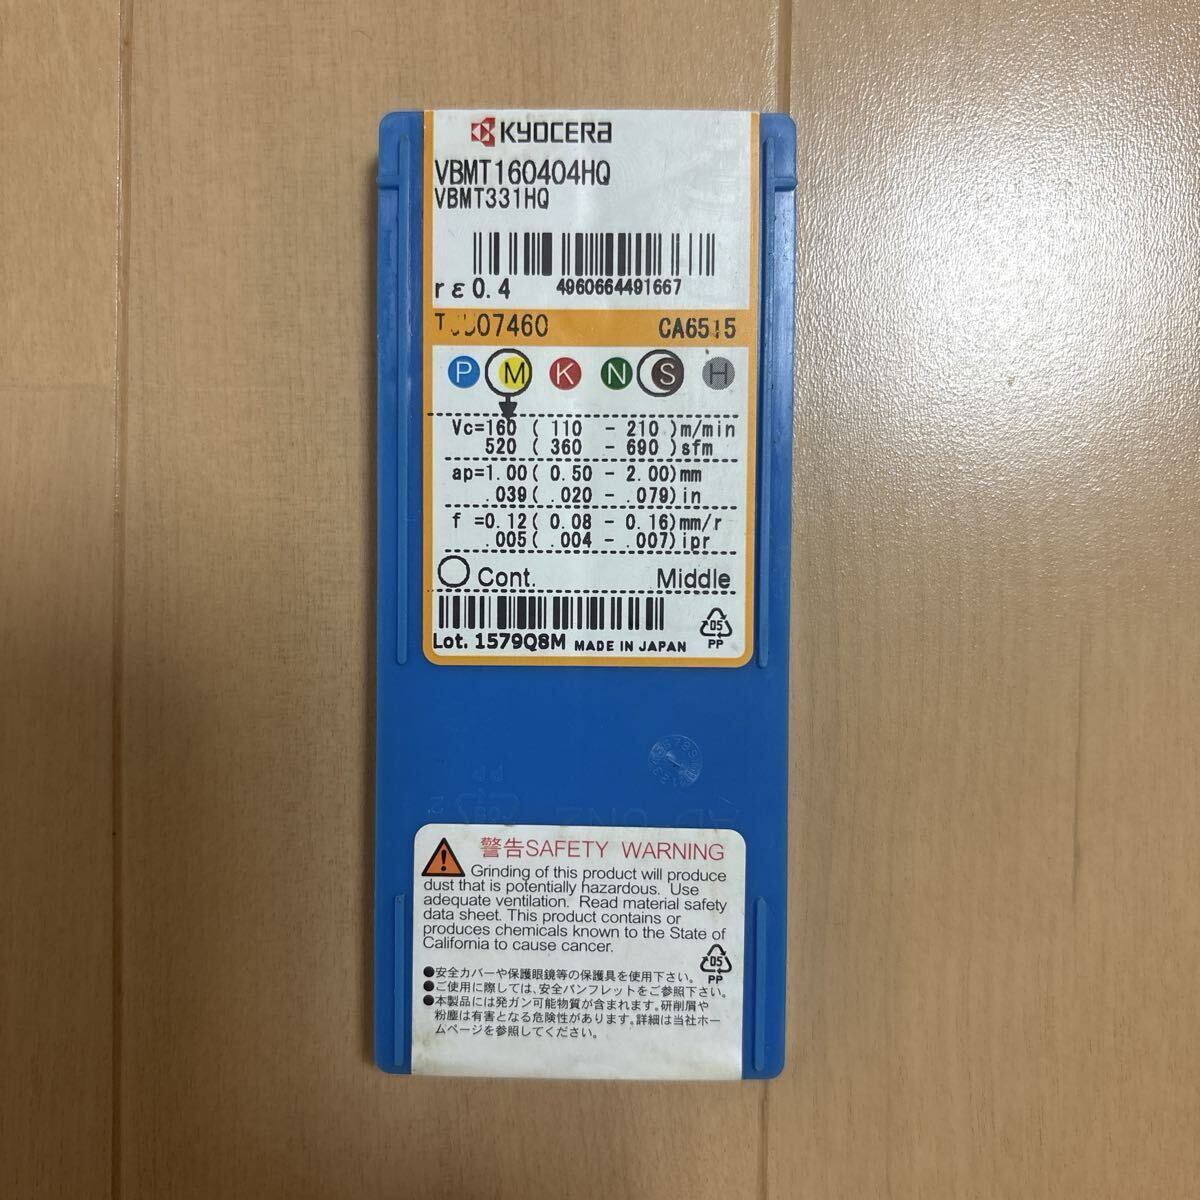 KYOCERA
VBMT160404HQ
VBMT331HQ
rε0.4 4960664491667
07460 CA6515
P M K N S H
Vc=160 ( 110 - 210 )m/min
520 ( 360 - 690 )sfm
ap=1.00( 0.50 - 2.00)mm
.039( .020 - .079)in
f =0.12( 0.08 - 0.16)mm/r
.005( .004 - .007)ipr
Cont. Middle
05
Lot. 1579Q8M MADE IN JAPAN PP
警告SAFETY WARNING
Grinding of this product will produce
dust that is potentially hazardous. Use
adequate ventilation. Read material safety
data sheet. This product contains or
produces chemicals known to the State of
California to cause cancer.
05
PP
●安全カバーや保護眼鏡等の保護具を使用下さい。
●ご使用に際しては、安全パンフレットをご参照下さい。
●本製品には発ガン可能物質が含まれます。研削屑や
粉塵は有害となる危険性があります。詳細は当社ホー
ムページを参照してください。